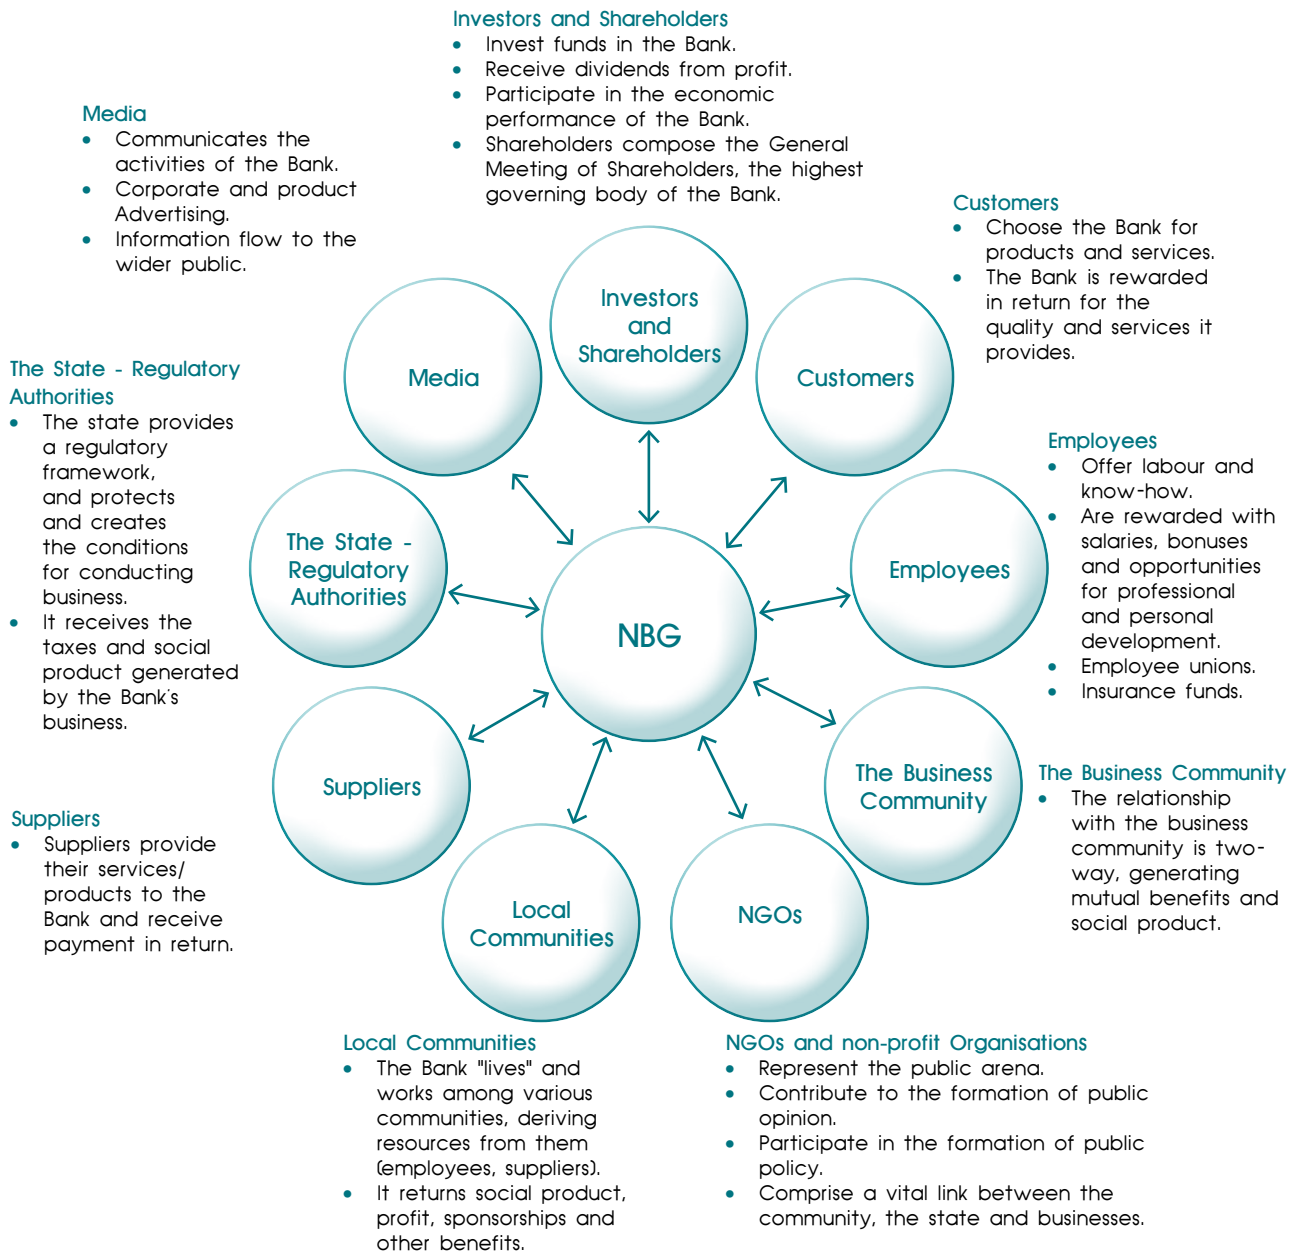 Investors and Shareholders
• Invest funds in the Bank.
• Receive dividends from profit.
• Participate in the economic
performance of the Bank.
• Shareholders compose the General
Meeting of Shareholders, the highest
governing body of the Bank.
Media
• Communicates the
activities of the Bank.
• Corporate and product
Advertising.
• Information flow to the
wider public.
Customers
• Choose the Bank for
products and services.
• The Bank is rewarded
in return for the
quality and services it
provides.
The State - Regulatory
Authorities
• The state provides
a regulatory
framework,
and protects
and creates
the conditions
for conducting
business.
• It receives the
taxes and social
product generated
by the Bank's
business.
Employees
• Offer labour and
know-how.
• Are rewarded with
salaries, bonuses
and opportunities
for professional
and personal
development.
• Employee unions.
• Insurance funds.
Investors
and
Shareholders
Media
Customers
The State -
Regulatory
Authorities
Employees
NBG
Suppliers
The Business
Community
Local
Communities
NGOs
Suppliers
• Suppliers provide
their services/
products to the
Bank and receive
payment in return.
The Business Community
• The relationship
with the business
community is two-
way, generating
mutual benefits and
social product.
Local Communities
• The Bank "lives" and
works among various
communities, deriving
resources from them
(employees, suppliers).
• It returns social product,
profit, sponsorships and
other benefits.
NGOs and non-profit Organisations
• Represent the public arena.
• Contribute to the formation of public
opinion.
• Participate in the formation of public
policy.
• Comprise a vital link between the
community, the state and businesses.